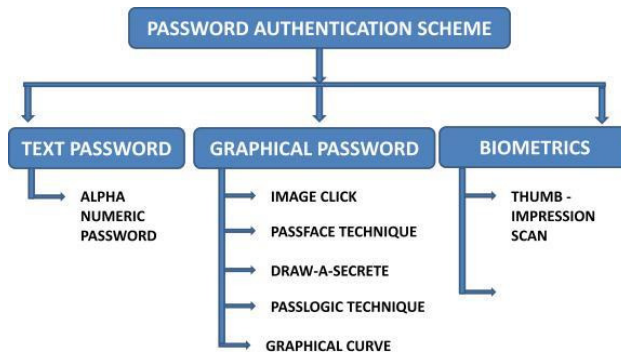 PASSWORD AUTHENTICATION SCHEME
TEXT PASSWORD
GRAPHICAL PASSWORD
BIOMETRICS
ALPHA
NUMERIC
PASSWORD
IMAGE CLICK
PASSFACE TECHNIQUE
DRAW-A-SECRETE
PASSLOGIC TECHNIQUE
GRAPHICAL CURVE
THUMB -
IMPRESSION
SCAN